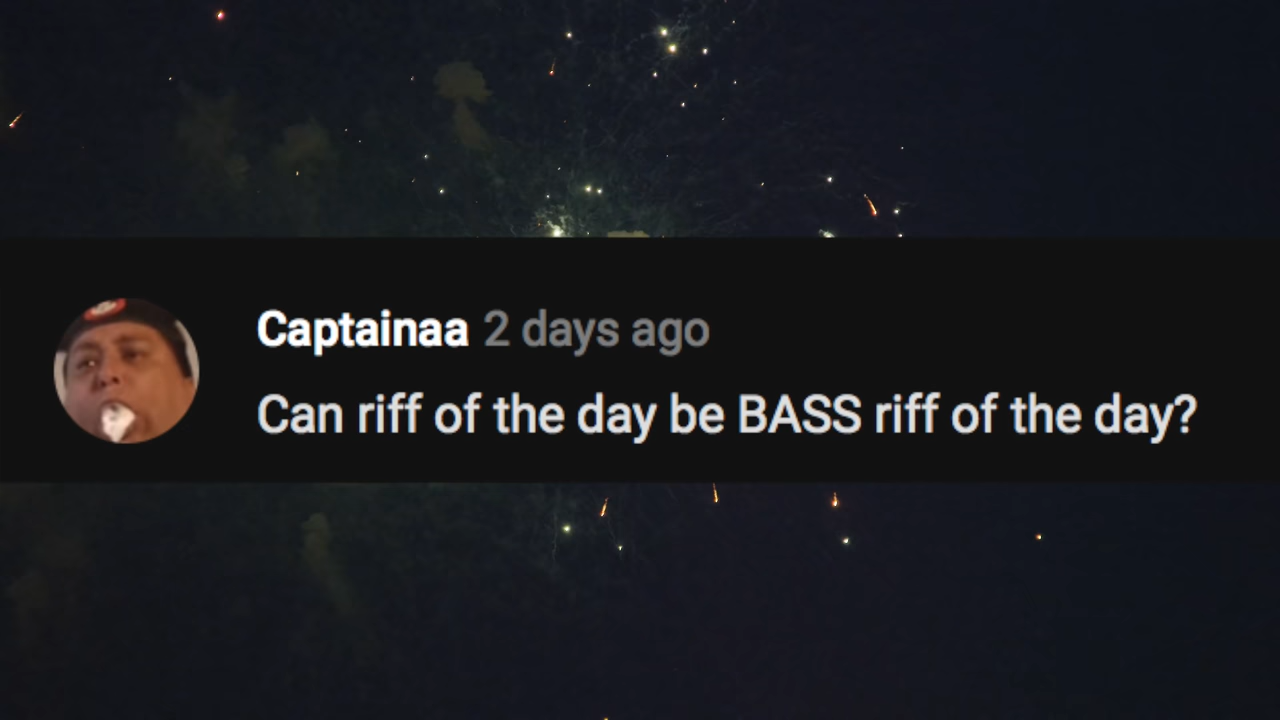 Captainaa 2 days ago
Can riff of the day be BASS riff of the day?